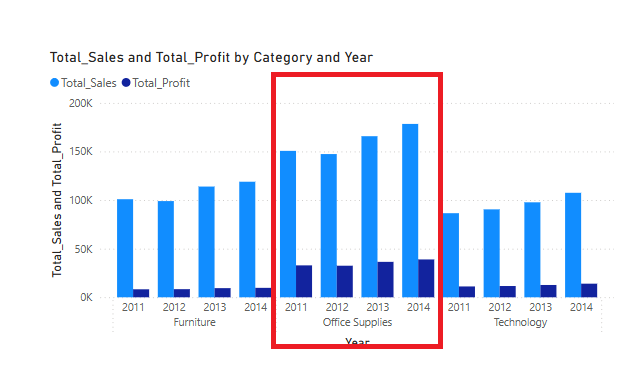 Total_Sales and Total_Profit by Category and Year
Total_Sales Total_Profit
200K
150K
100K
50K
0K
Total_Sales and Total_Profit
2011 2012 2013 2014 2011 2012 2013 2014 2011 2012 2013 2014
Furniture Office Supplies Technology
Year